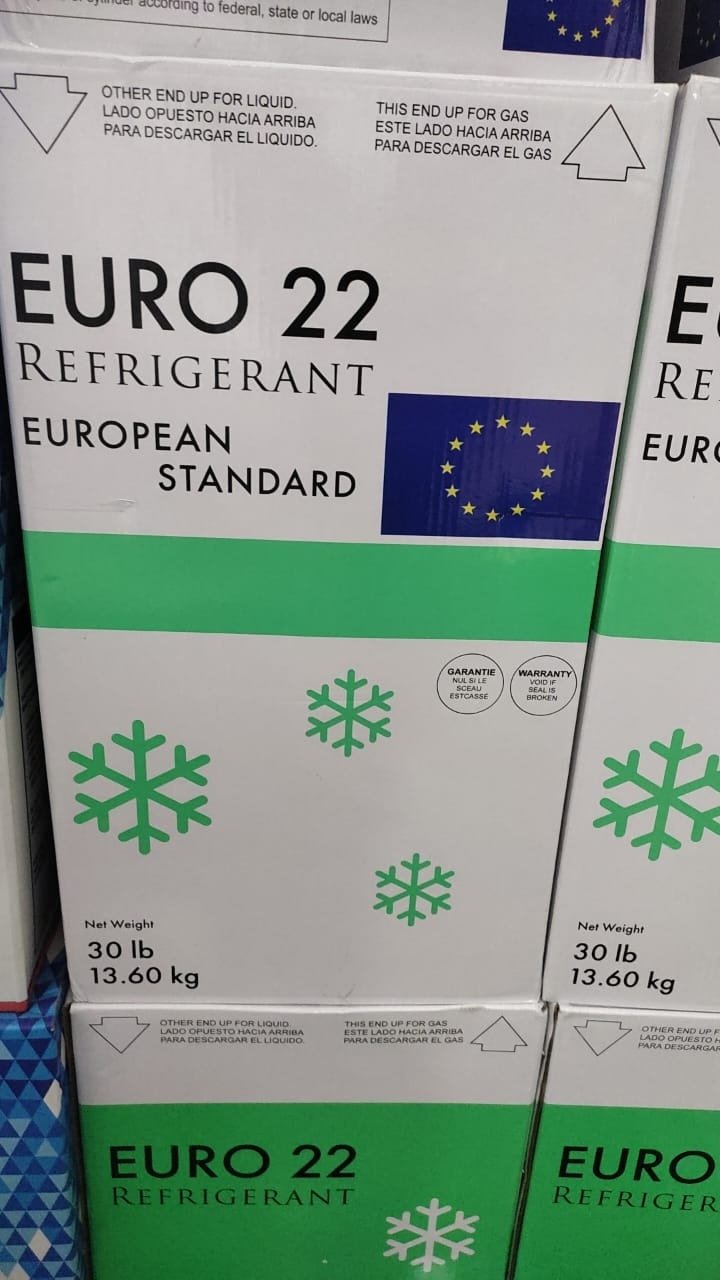 cylinder according to federal, state or local laws
OTHER END UP FOR LIQUID.
LADO OPUESTO HACIA ARRIBA
PARA DESCARGAR EL LIQUIDO.
THIS END UP FOR GAS
ESTE LADO HACIA ARRIBA
PARA DESCARGAR EL GAS
EURO 22
REFRIGERANT
EUROPEAN
STANDARD
GARANTIE
NUL SI LE
SCEAU
ESTCASSÉ
WARRANTY
VOID IF
SEAL IS
BROKEN
Net Weight
30 lb
13.60 kg
E
RE
EUR
Net Weight
30 lb
13.60 kg
OTHER END UP FOR LIQUID.
LADO OPUESTO HACIA ARRIBA
PARA DESCARGAR EL LIQUIDO.
THIS END UP FOR GAS
ESTE LADO HACIA ARRIBA
PARA DESCARGAR EL GAS
EURO 22
REFRIGERANT
OTHER END UP F
LADO OPUESTO H
PARA DESCARGAR
EURO
REFRIGER